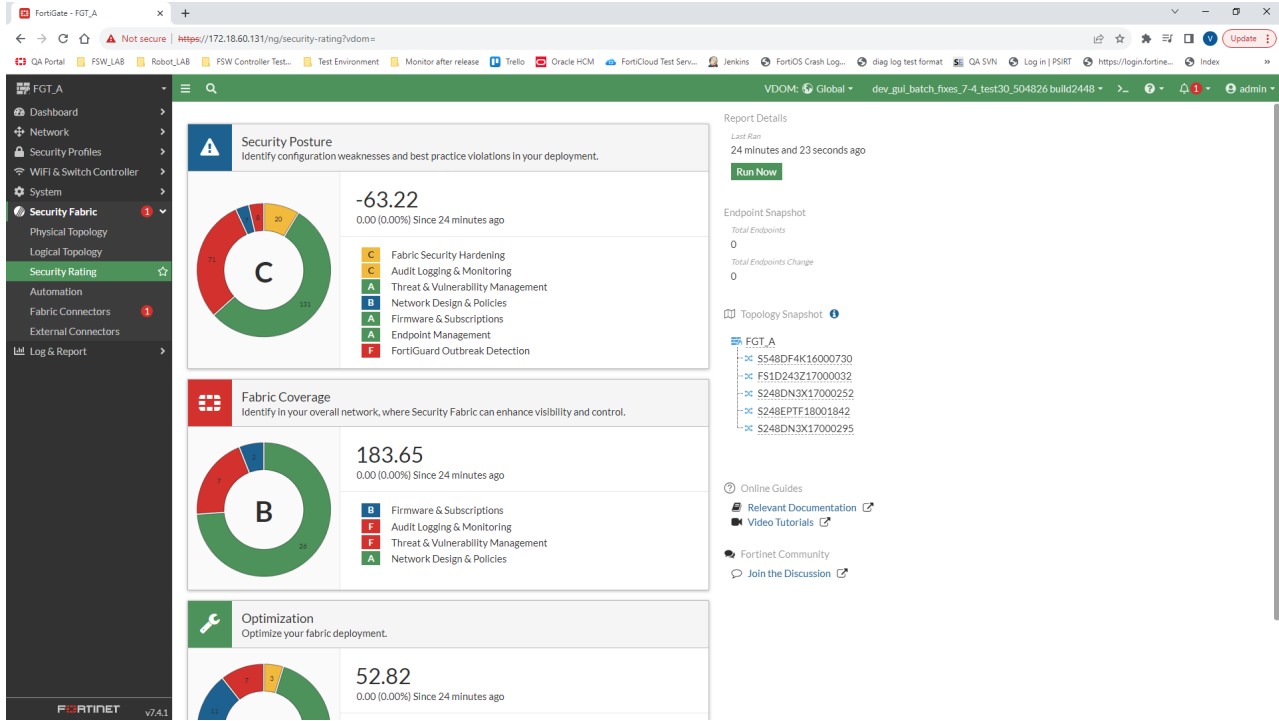 FortiGate - FGT_A
Not secure | https://172.18.60.131/ng/security-rating?vdom=
Update
QA Portal FSW_LAB Robot_LAB FSW Controller Test... Test Environment Monitor after release Trello Oracle HCM FortiCloud Test Serv... Jenkins FortiOS Crash Log... diag log test format QA SVN Log in | PSIRT https://login.fortine... Index »
FGT_A
VDOM: Global dev_gui_batch_fixes_7-4_test30_504826 build2448 >_ 1 admin
Dashboard
Network
Security Profiles
WiFi & Switch Controller
System
Security Fabric 1
Physical Topology
Logical Topology
Security Rating
Automation
Fabric Connectors 1
External Connectors
Log & Report
FORTINET v7.4.1
Security Posture
Identify configuration weaknesses and best practice violations in your deployment.
20
71
131
C
-63.22
0.00 (0.00%) Since 24 minutes ago
C Fabric Security Hardening
C Audit Logging & Monitoring
A Threat & Vulnerability Management
B Network Design & Policies
A Firmware & Subscriptions
A Endpoint Management
F FortiGuard Outbreak Detection
Fabric Coverage
Identify in your overall network, where Security Fabric can enhance visibility and control.
2
7
26
B
183.65
0.00 (0.00%) Since 24 minutes ago
B Firmware & Subscriptions
F Audit Logging & Monitoring
F Threat & Vulnerability Management
A Network Design & Policies
Optimization
Optimize your fabric deployment.
7
3
11
52.82
0.00 (0.00%) Since 24 minutes ago
Report Details
Last Ran
24 minutes and 23 seconds ago
Run Now
Endpoint Snapshot
Total Endpoints
0
Total Endpoints Change
0
Topology Snapshot
FGT_A
S548DF4K16000730
FS1D243Z17000032
S248DN3X17000252
S248EPTF18001842
S248DN3X17000295
Online Guides
Relevant Documentation
Video Tutorials
Fortinet Community
Join the Discussion